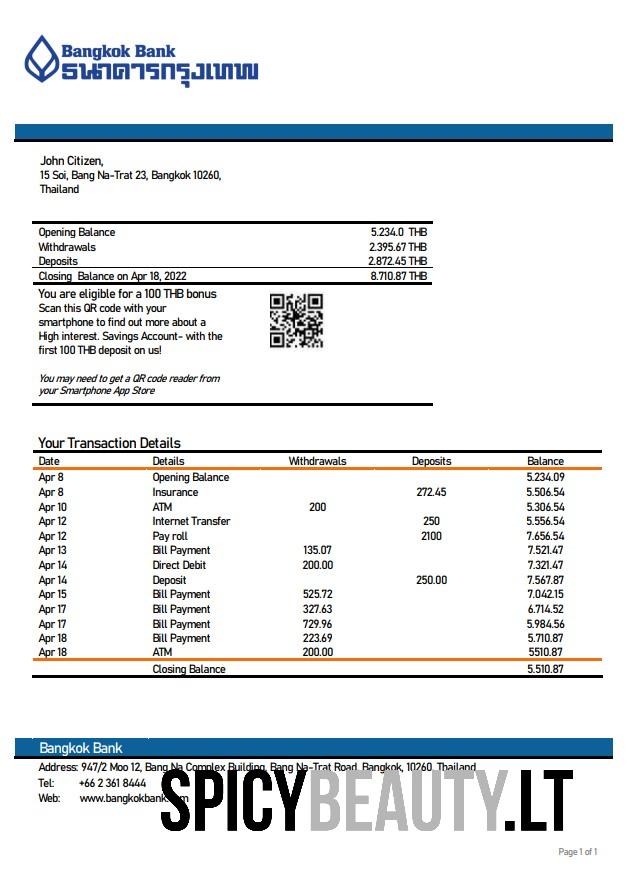 Bangkok Bank
ธนาคารกรุงเทพ
John Citizen,
15 Soi, Bang Na-Trat 23, Bangkok 10260,
Thailand
Opening Balance 5.234.0 THB
Withdrawals 2.395.67 THB
Deposits 2.872.45 THB
Closing Balance on Apr 18, 2022 8.710.87 THB
You are eligible for a 100 THB bonus
Scan this QR code with your
smartphone to find out more about a
High interest. Savings Account- with the
first 100 THB deposit on us!
You may need to get a QR code reader from
your Smartphone App Store
Your Transaction Details
Date Details Withdrawals Deposits Balance
Apr 8 Opening Balance 5.234.09
Apr 8 Insurance 272.45 5.506.54
Apr 10 ATM 200 5.306.54
Apr 12 Internet Transfer 250 5.556.54
Apr 12 Pay roll 2100 7.656.54
Apr 13 Bill Payment 135.07 7.521.47
Apr 14 Direct Debit 200.00 7.321.47
Apr 14 Deposit 250.00 7.567.87
Apr 15 Bill Payment 525.72 7.042.15
Apr 17 Bill Payment 327.63 6.714.52
Apr 17 Bill Payment 729.96 5.984.56
Apr 18 Bill Payment 223.69 5.710.87
Apr 18 ATM 200.00 5510.87
Closing Balance 5.510.87
Bangkok Bank
Address: 947/2 Moo 12, Bang Na Complex Building, Bang Na-Trat Road, Bangkok, 10260, Thailand
Tel: +66 2 361 8444
Web: www.bangkokbank.com
SPICYBEAUTY.LT
Page 1 of 1